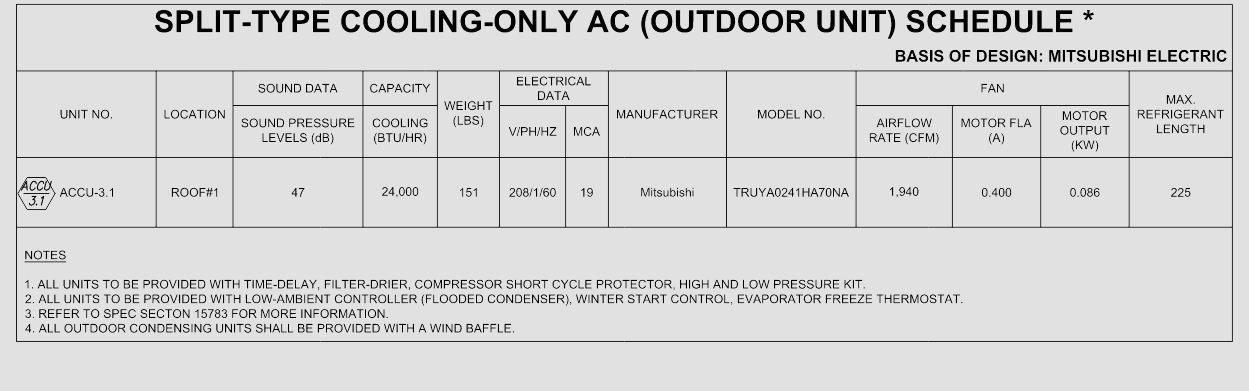 SPLIT-TYPE COOLING-ONLY AC (OUTDOOR UNIT) SCHEDULE *
BASIS OF DESIGN: MITSUBISHI ELECTRIC
UNIT NO.
LOCATION
SOUND DATA
SOUND PRESSURE
LEVELS (dB)
CAPACITY
COOLING
(BTU/HR)
WEIGHT
(LBS)
ELECTRICAL
DATA
V/PH/HZ
MCA
MANUFACTURER
MODEL NO.
FAN
AIRFLOW
RATE (CFM)
MOTOR FLA
(A)
MOTOR
OUTPUT
(KW)
MAX.
REFRIGERANT
LENGTH
ACCU
3.1
ACCU-3.1
ROOF#1
47
24,000
151
208/1/60
19
Mitsubishi
TRUYA0241HA70NA
1,940
0.400
0.086
225
NOTES
1. ALL UNITS TO BE PROVIDED WITH TIME-DELAY, FILTER-DRIER, COMPRESSOR SHORT CYCLE PROTECTOR, HIGH AND LOW PRESSURE KIT.
2. ALL UNITS TO BE PROVIDED WITH LOW-AMBIENT CONTROLLER (FLOODED CONDENSER), WINTER START CONTROL, EVAPORATOR FREEZE THERMOSTAT.
3. REFER TO SPEC SECTON 15783 FOR MORE INFORMATION.
4. ALL OUTDOOR CONDENSING UNITS SHALL BE PROVIDED WITH A WIND BAFFLE.